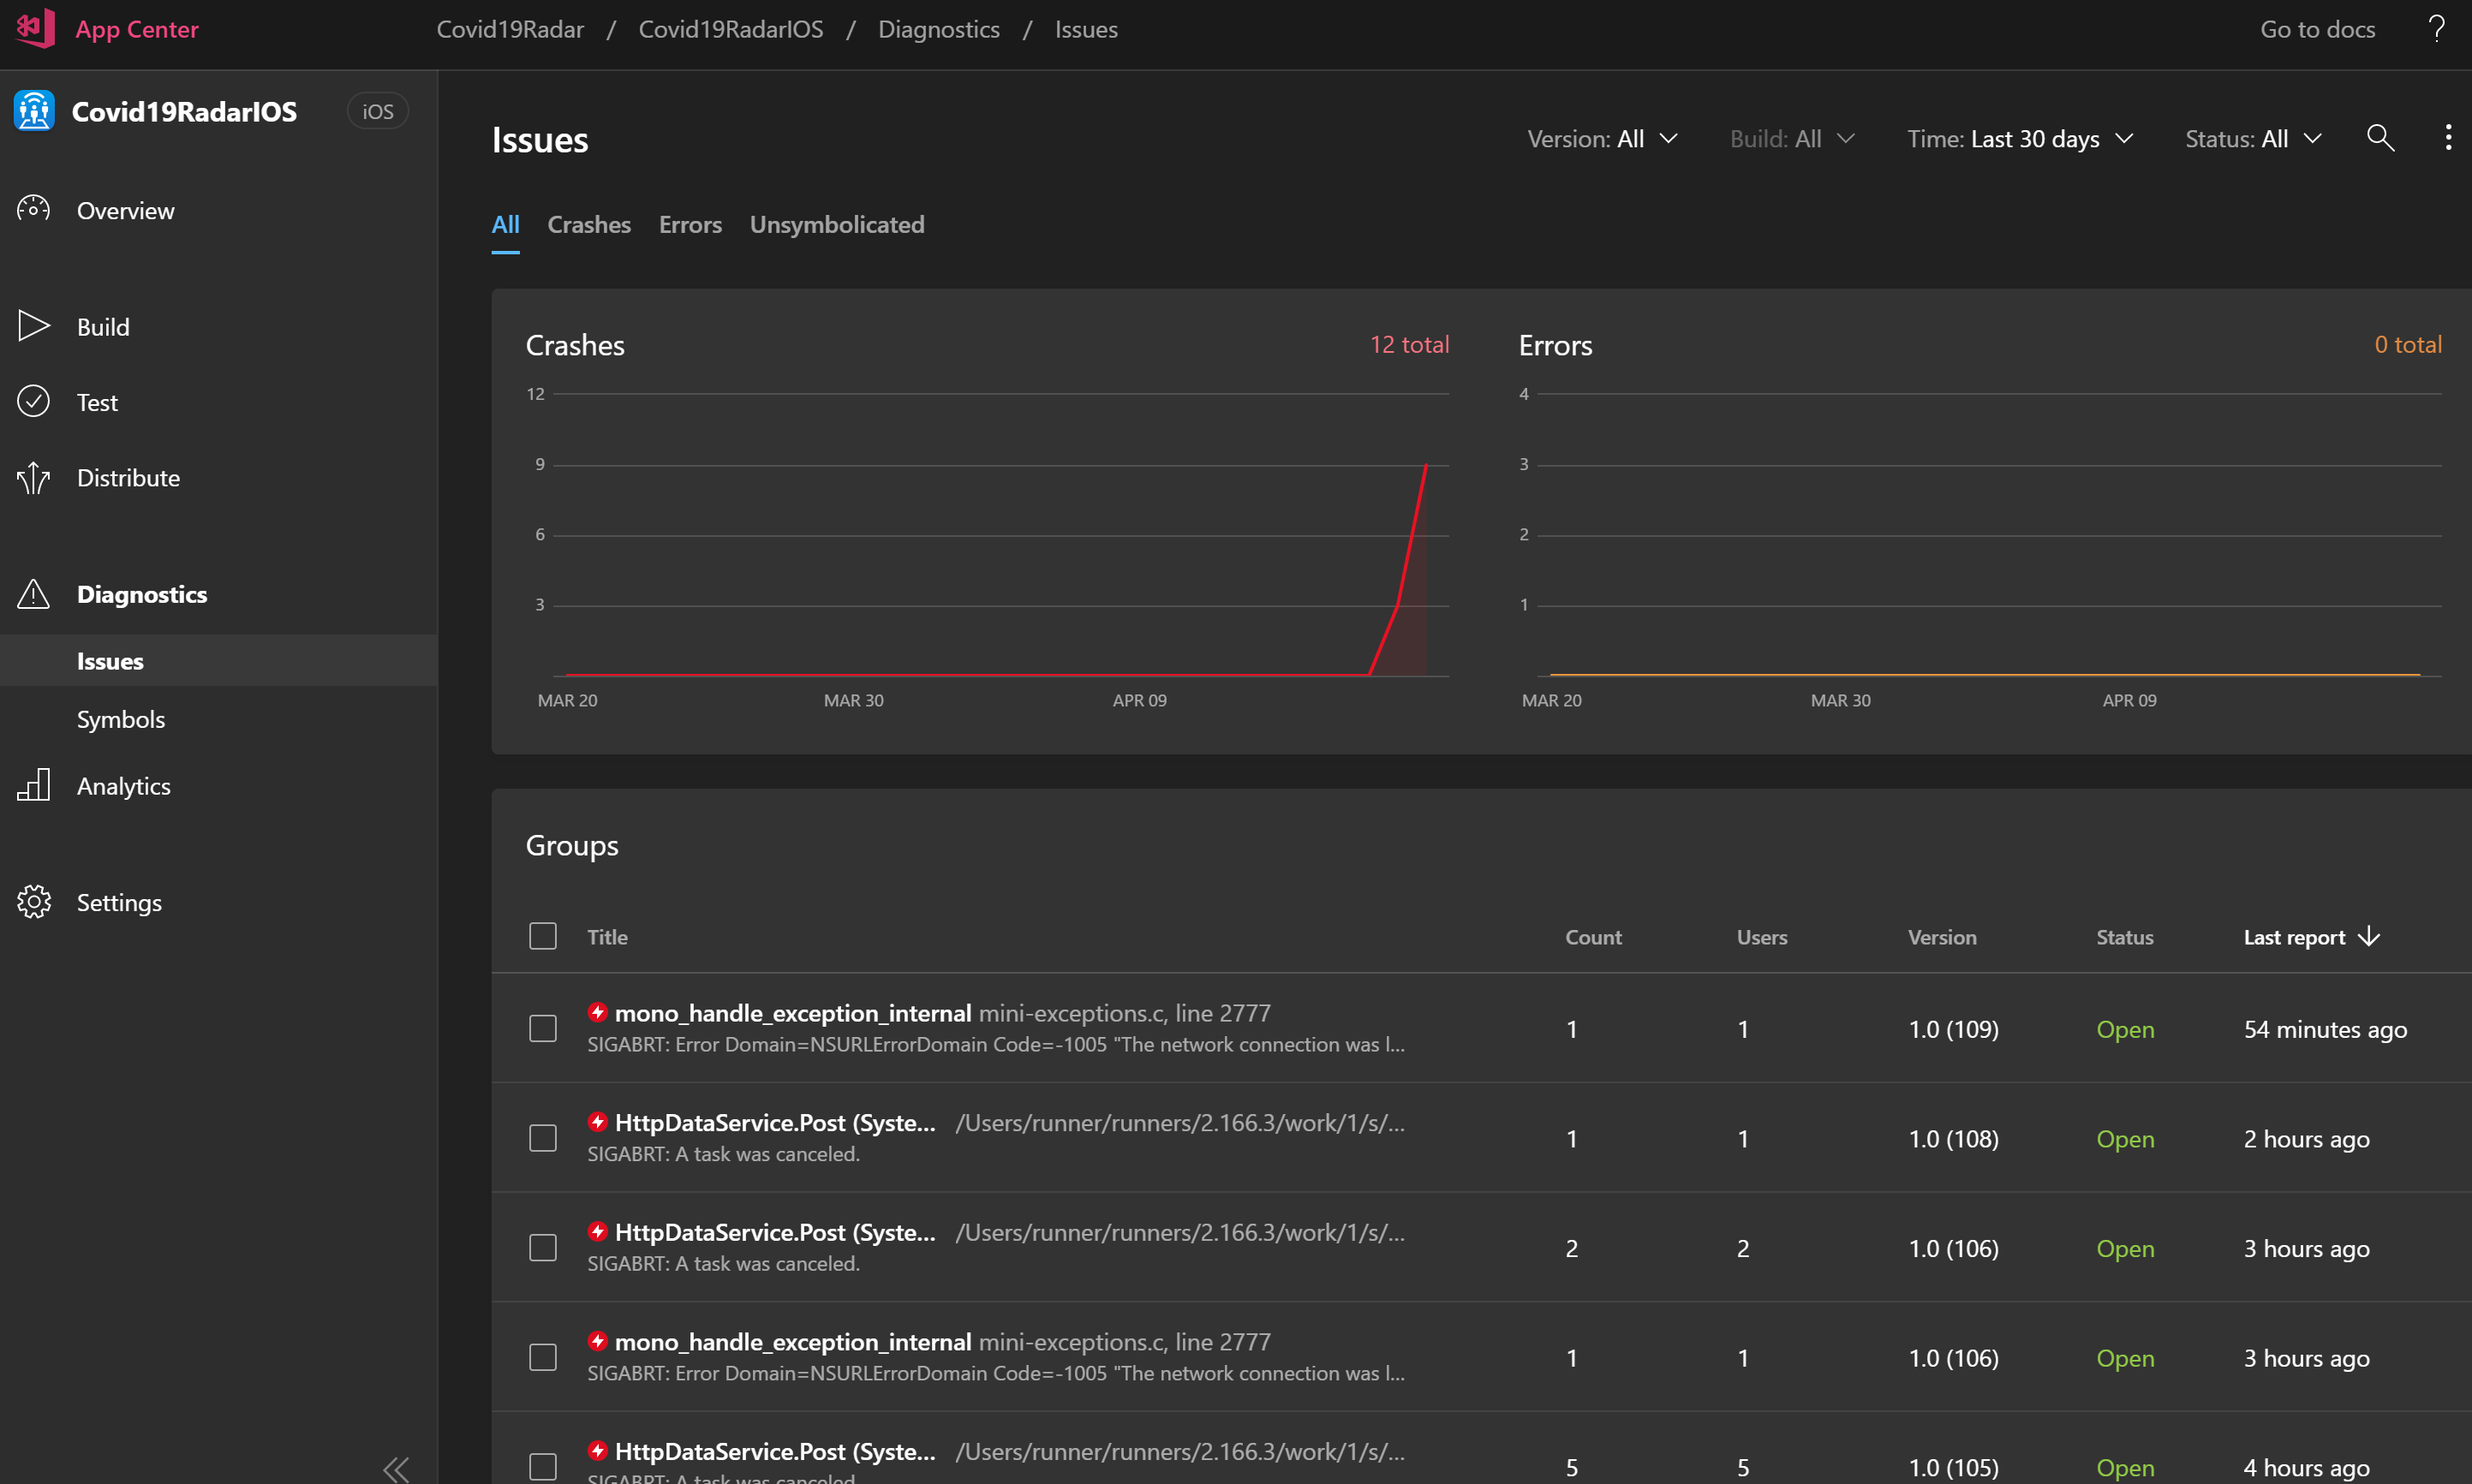 App Center
Covid19Radar / Covid19RadarIOS / Diagnostics / Issues
Go to docs
?
Covid19RadarIOS iOS
Overview
Build
Test
Distribute
Diagnostics
Issues
Symbols
Analytics
Settings
Issues
Version: All Build: All Time: Last 30 days Status: All
All Crashes Errors Unsymbolicated
Crashes 12 total
12
9
6
3
MAR 20 MAR 30 APR 09
Errors 0 total
4
3
2
1
MAR 20 MAR 30 APR 09
Groups
Title Count Users Version Status Last report
mono_handle_exception_internal mini-exceptions.c, line 2777
SIGABRT: Error Domain=NSURLErrorDomain Code=-1005 "The network connection was l...
1 1 1.0 (109) Open 54 minutes ago
HttpDataService.Post (Syste... /Users/runner/runners/2.166.3/work/1/s/...
SIGABRT: A task was canceled.
1 1 1.0 (108) Open 2 hours ago
HttpDataService.Post (Syste... /Users/runner/runners/2.166.3/work/1/s/...
SIGABRT: A task was canceled.
2 2 1.0 (106) Open 3 hours ago
mono_handle_exception_internal mini-exceptions.c, line 2777
SIGABRT: Error Domain=NSURLErrorDomain Code=-1005 "The network connection was l...
1 1 1.0 (106) Open 3 hours ago
HttpDataService.Post (Syste... /Users/runner/runners/2.166.3/work/1/s/...
SIGABRT: A task was canceled.
5 5 1.0 (105) Open 4 hours ago